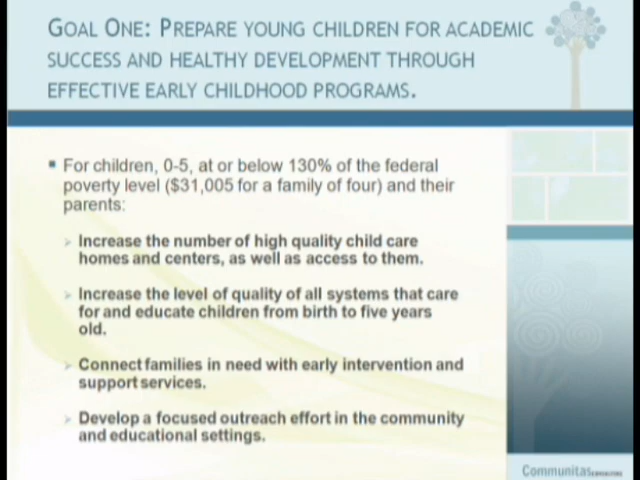 GOAL ONE: PREPARE YOUNG CHILDREN FOR ACADEMIC
SUCCESS AND HEALTHY DEVELOPMENT THROUGH
EFFECTIVE EARLY CHILDHOOD PROGRAMS.
▪ For children, 0-5, at or below 130% of the federal
poverty level ($31,005 for a family of four) and their
parents:
➢ Increase the number of high quality child care
homes and centers, as well as access to them.
➢ Increase the level of quality of all systems that care
for and educate children from birth to five years
old.
➢ Connect families in need with early intervention and
support services.
➢ Develop a focused outreach effort in the community
and educational settings.
Communitas